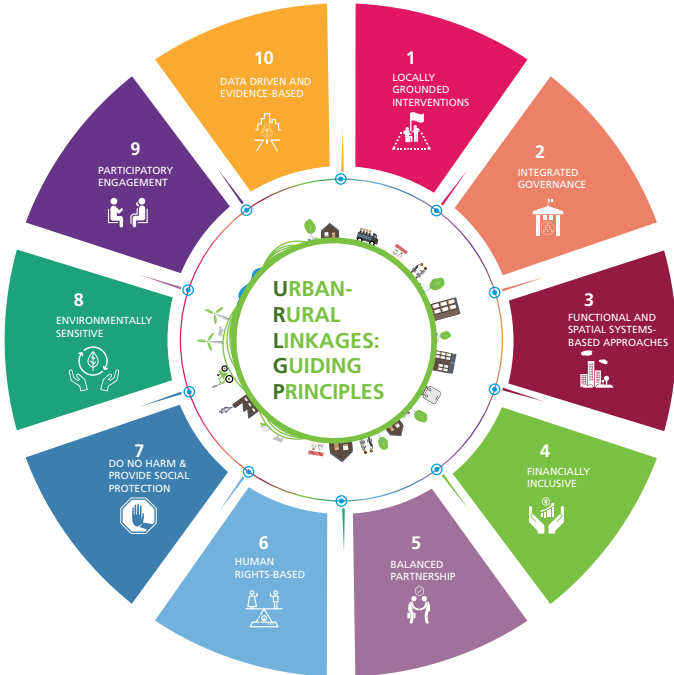 URBAN-
RURAL
LINKAGES:
GUIDING
PRINCIPLES
1
LOCALLY
GROUNDED
INTERVENTIONS
2
INTEGRATED
GOVERNANCE
3
FUNCTIONAL AND
SPATIAL SYSTEMS-
BASED APPROACHES
4
FINANCIALLY
INCLUSIVE
5
BALANCED
PARTNERSHIP
6
HUMAN
RIGHTS-BASED
7
DO NO HARM &
PROVIDE SOCIAL
PROTECTION
8
ENVIRONMENTALLY
SENSITIVE
9
PARTICIPATORY
ENGAGEMENT
10
DATA DRIVEN AND
EVIDENCE-BASED